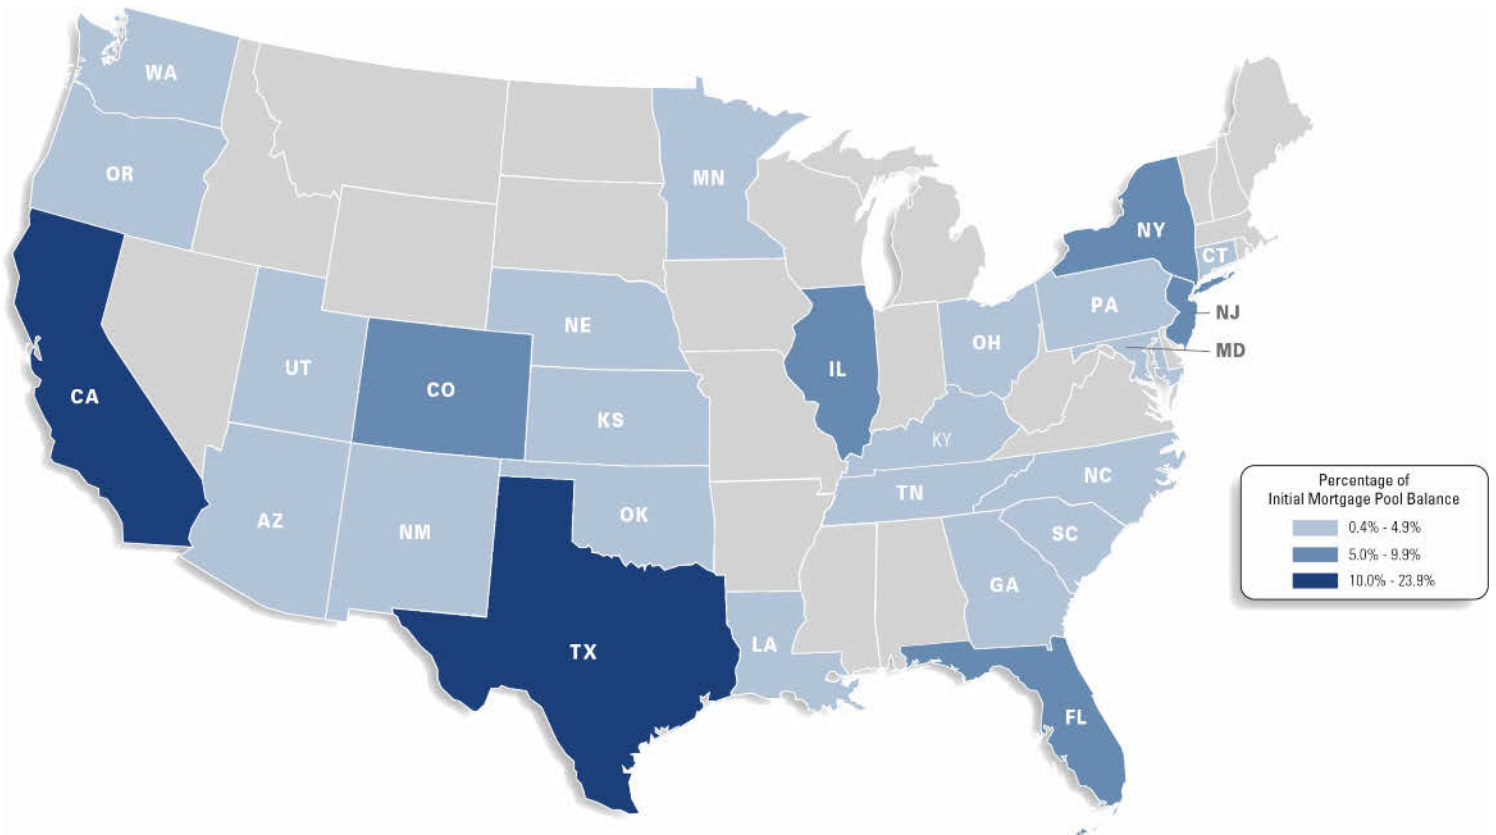 WA
OR
MN
NY
CT
NE
PA
NJ
OH
MD
UT
CO
IL
CA
KS
KY
NC
TN
AZ
NM
OK
SC
GA
TX
LA
FL
Percentage of
Initial Mortgage Pool Balance
0.4% - 4.9%
5.0% - 9.9%
10.0% - 23.9%